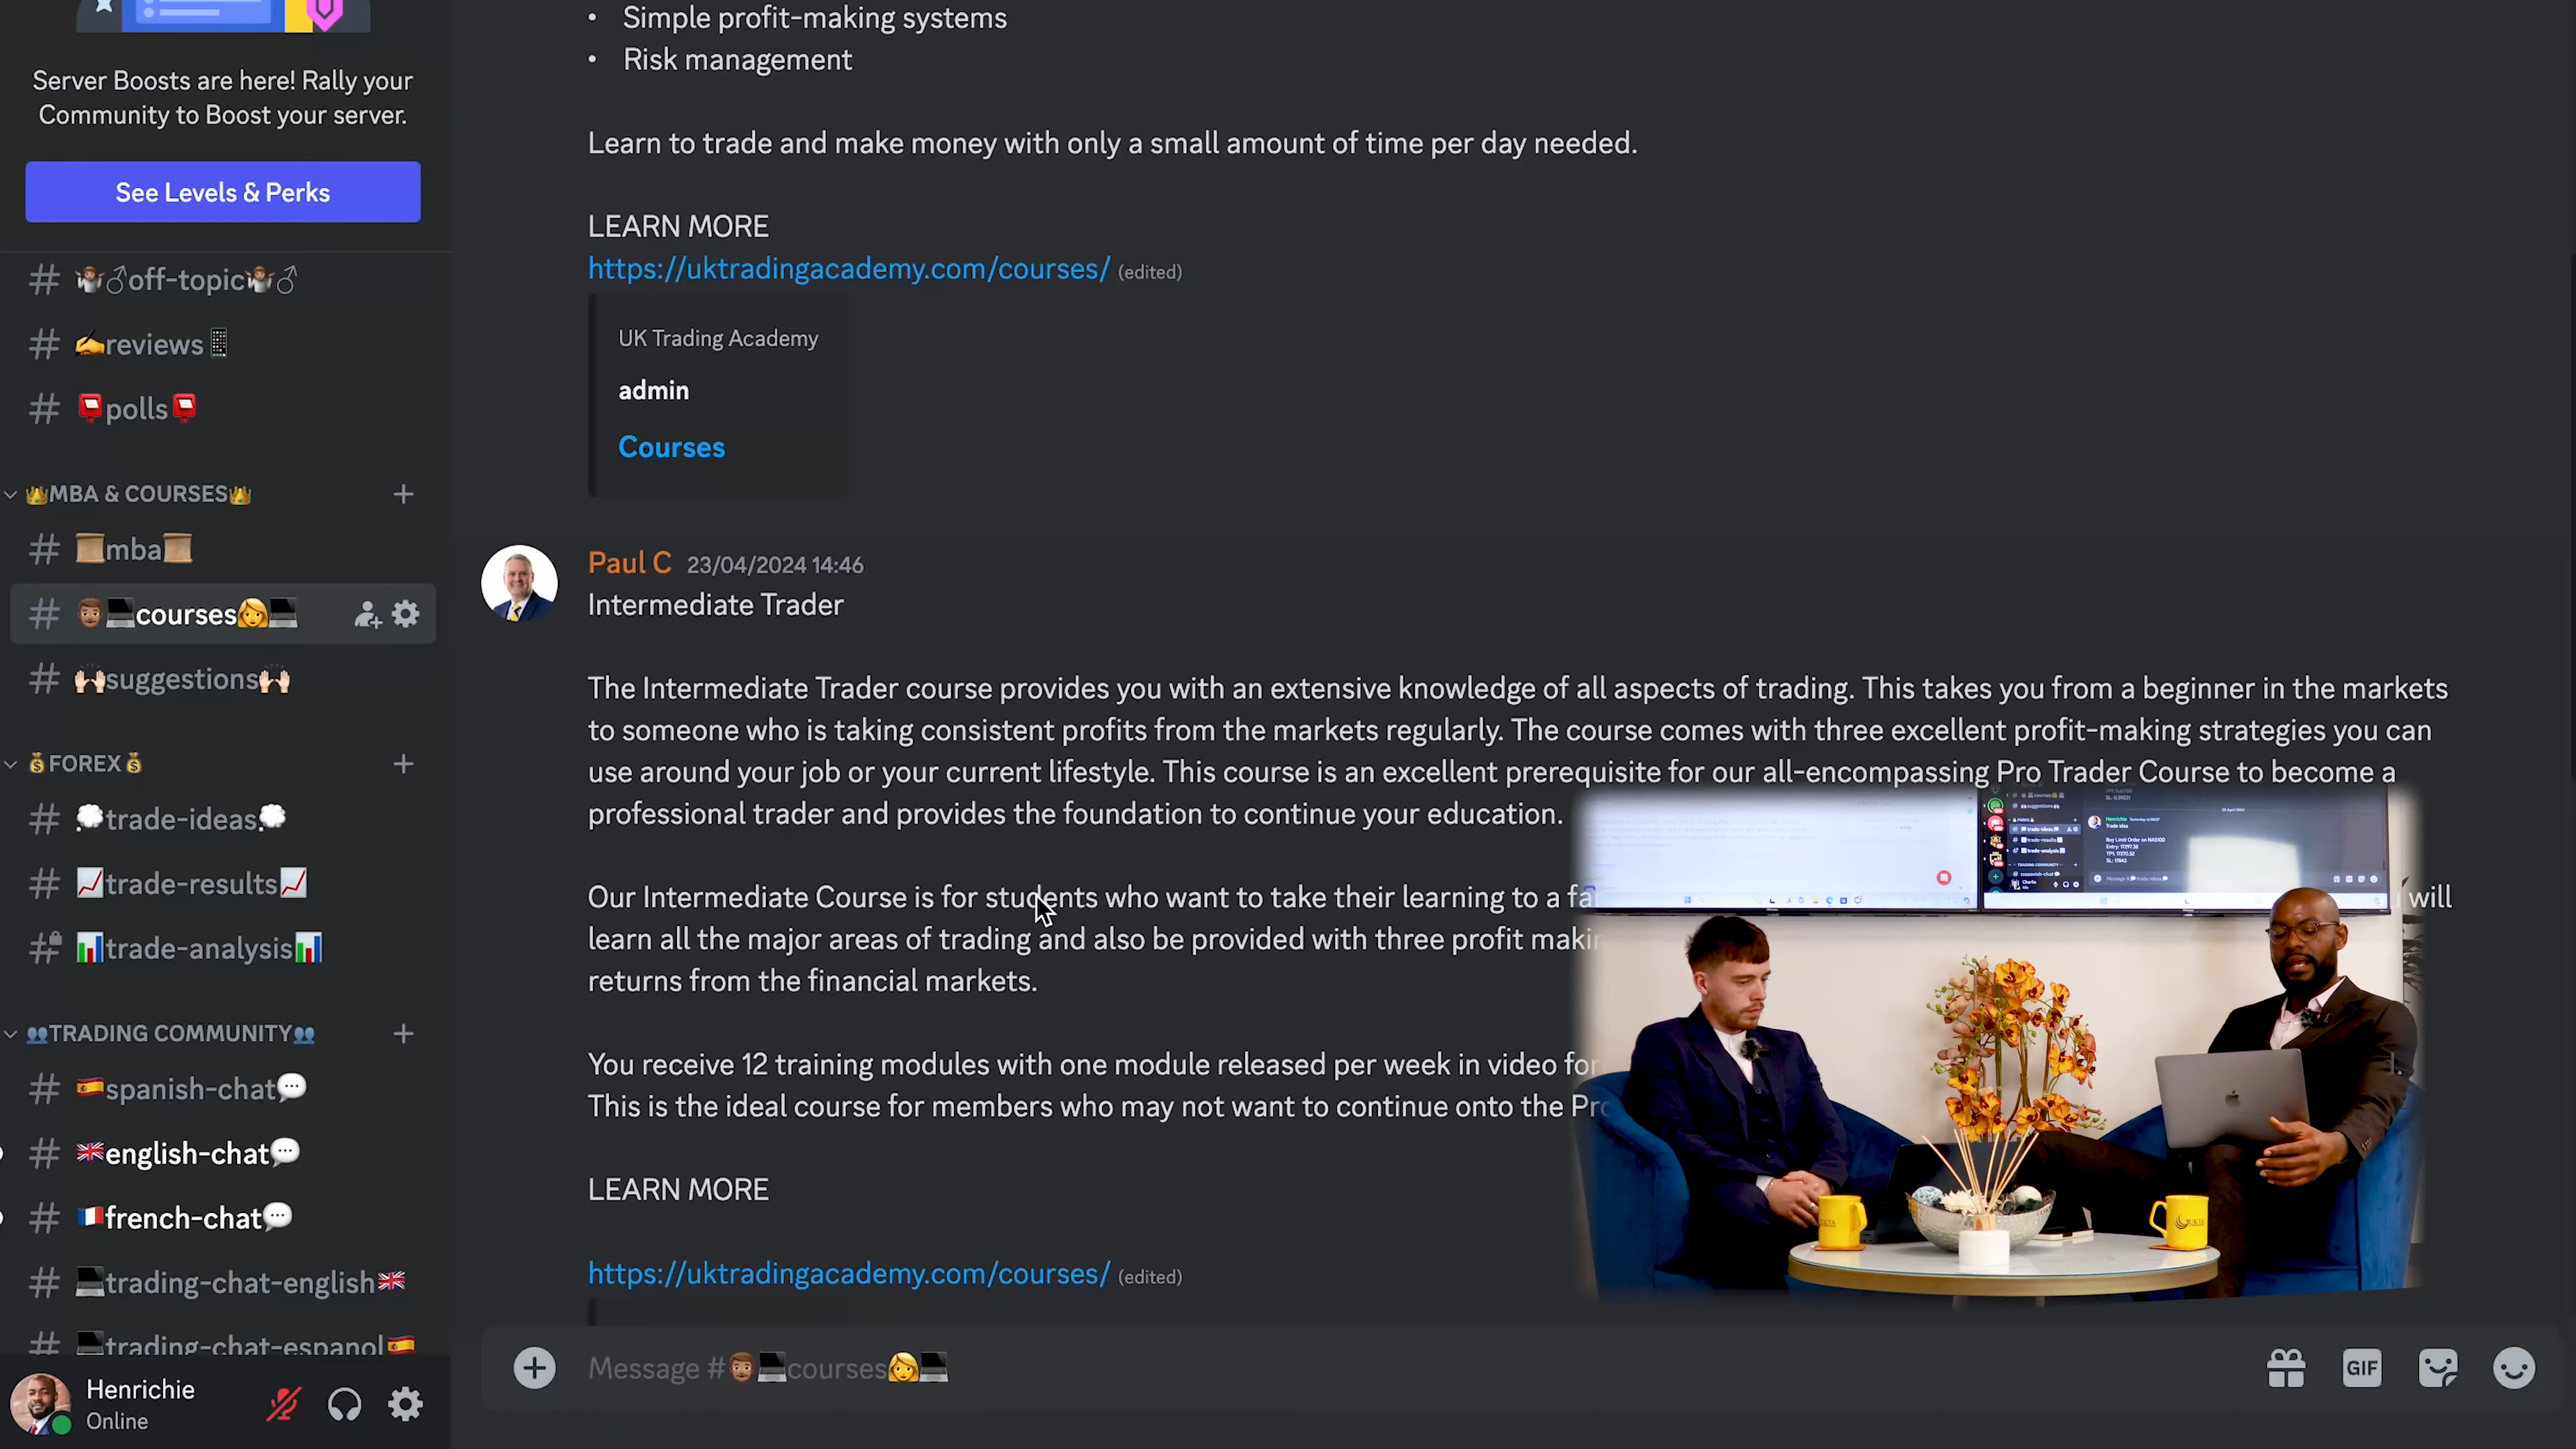 Server Boosts are here! Rally your
Community to Boost your server.
See Levels & Perks
off-topic
reviews
polls
MBA & COURSES
mba
courses
suggestions
FOREX
trade-ideas
trade-results
trade-analysis
TRADING COMMUNITY
spanish-chat
english-chat
french-chat
trading-chat-english
trading-chat-espanol
Henrichie
Online
• Simple profit-making systems
• Risk management
Learn to trade and make money with only a small amount of time per day needed.
LEARN MORE
https://uktradingacademy.com/courses/ (edited)
UK Trading Academy
admin
Courses
Paul C 23/04/2024 14:46
Intermediate Trader
The Intermediate Trader course provides you with an extensive knowledge of all aspects of trading. This takes you from a beginner in the markets
to someone who is taking consistent profits from the markets regularly. The course comes with three excellent profit-making strategies you can
use around your job or your current lifestyle. This course is an excellent prerequisite for our all-encompassing Pro Trader Course to become a
professional trader and provides the foundation to continue your education.
Our Intermediate Course is for students who want to take their learning to a will
learn all the major areas of trading and also be provided with three profit
returns from the financial markets.
You receive 12 training modules with one module released per week in video
This is the ideal course for members who may not want to continue onto the
LEARN MORE
https://uktradingacademy.com/courses/ (edited)
Message # courses
GIF
Henrichie
Trade Idea
Buy Limit Order on NAS100
UKTA